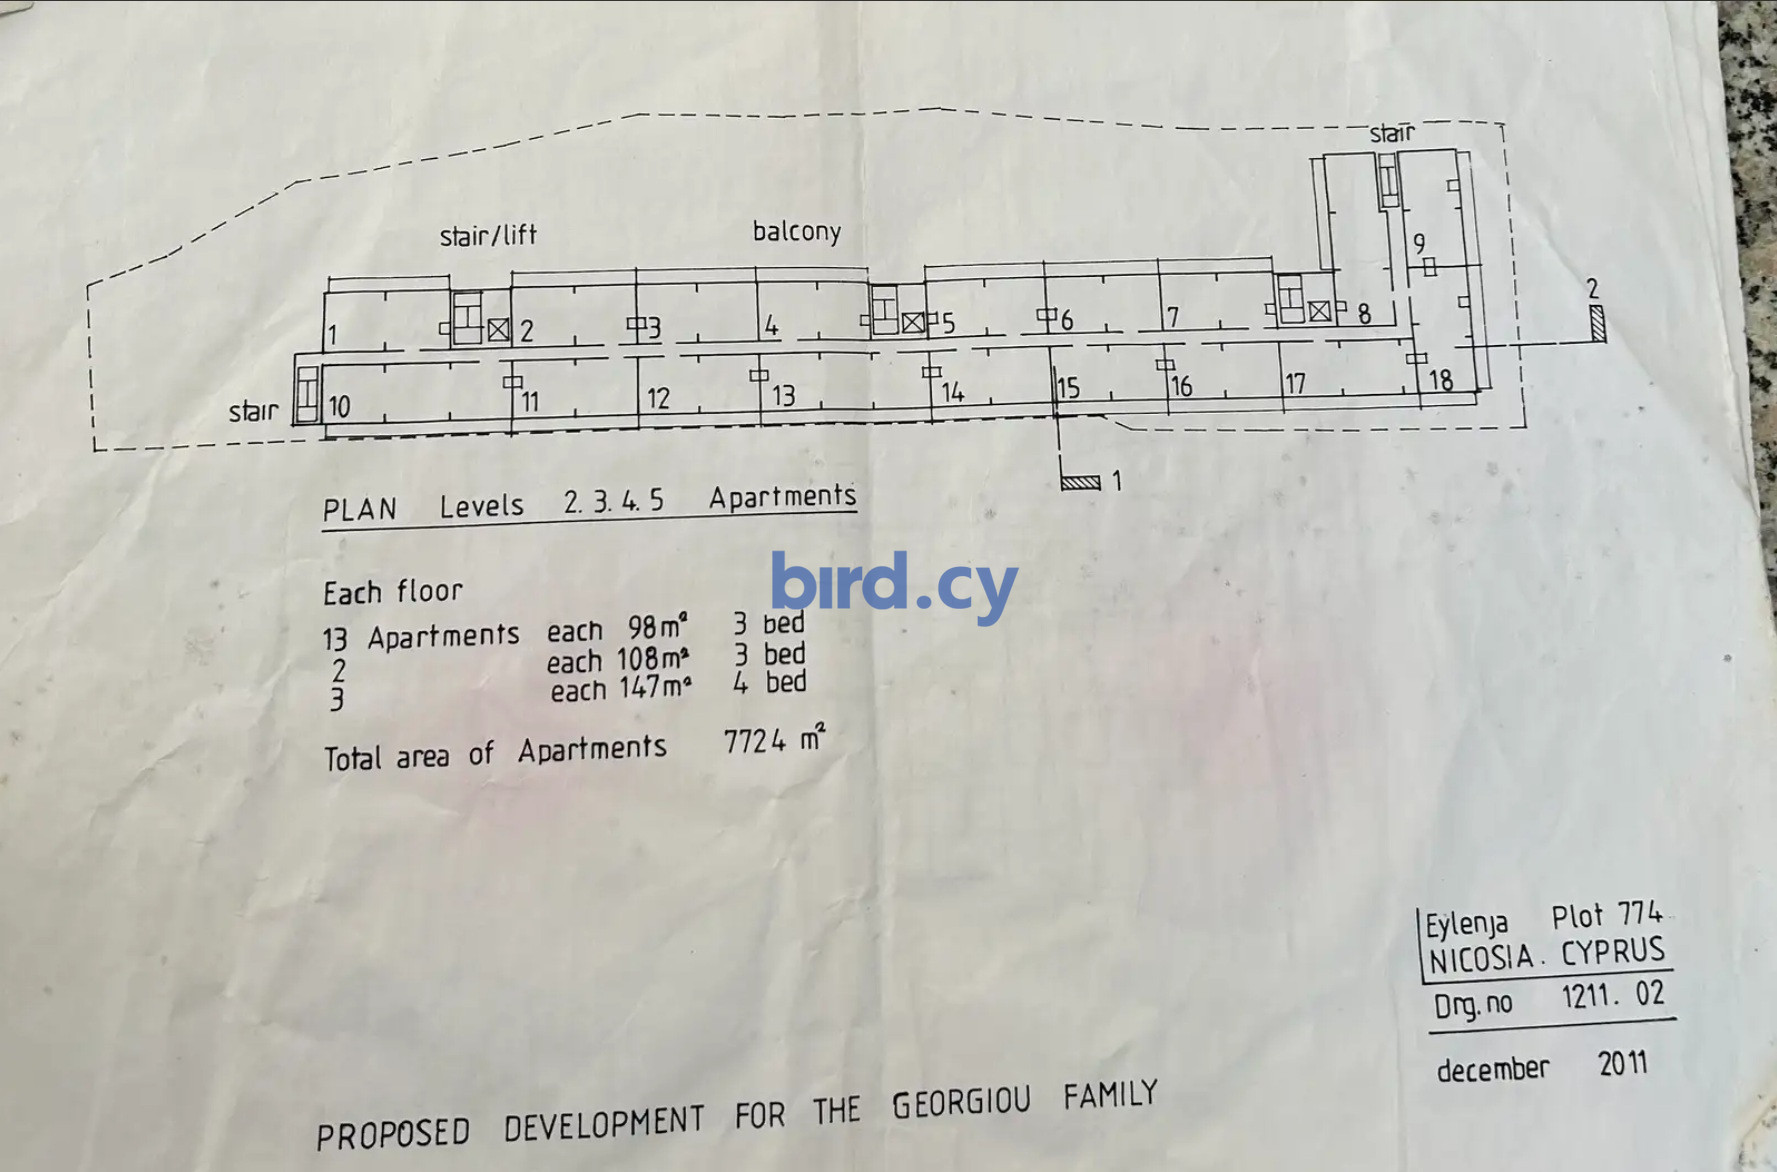 stair
stair/lift balcony
9
2
1 2 3 4 5 6 7 8
stair 10 11 12 13 14 15 16 17 18
1
PLAN Levels 2.3.4.5 Apartments
bird.cy
Each floor
13 Apartments each 98m² 3 bed
2 each 108m² 3 bed
3 each 147m² 4 bed
Total area of Apartments 7724 m²
Eylenja Plot 774
NICOSIA. CYPRUS
Drg.no 1211.02
december 2011
PROPOSED DEVELOPMENT FOR THE GEORGIOU FAMILY